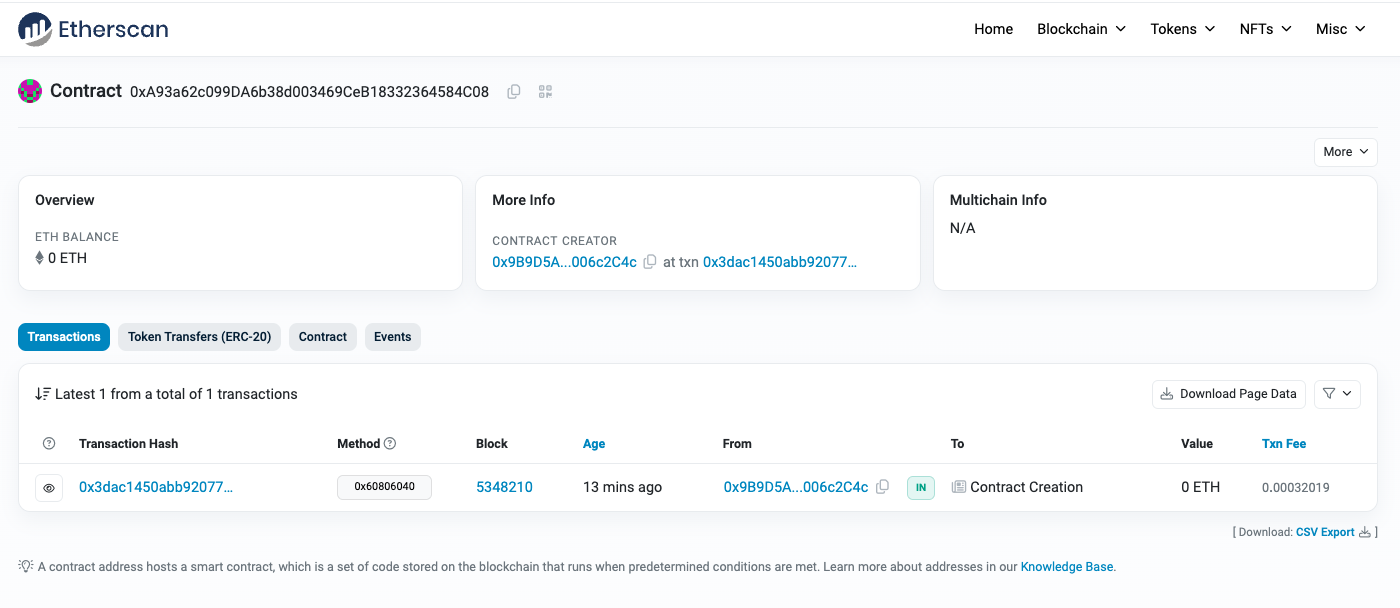 Etherscan
Home Blockchain Tokens NFTs Misc
Contract 0xA93a62c099DA6b38d003469CeB18332364584C08
More
Overview
ETH BALANCE
0 ETH
More Info
CONTRACT CREATOR
0x9B9D5A...006c2C4c at txn 0x3dac1450abb92077...
Multichain Info
N/A
Transactions Token Transfers (ERC-20) Contract Events
Latest 1 from a total of 1 transactions
Download Page Data
Transaction Hash Method Block Age From To Value Txn Fee
0x3dac1450abb92077... 0x60806040 5348210 13 mins ago 0x9B9D5A...006c2C4c IN Contract Creation 0 ETH 0.00032019
[ Download: CSV Export ]
A contract address hosts a smart contract, which is a set of code stored on the blockchain that runs when predetermined conditions are met. Learn more about addresses in our Knowledge Base.